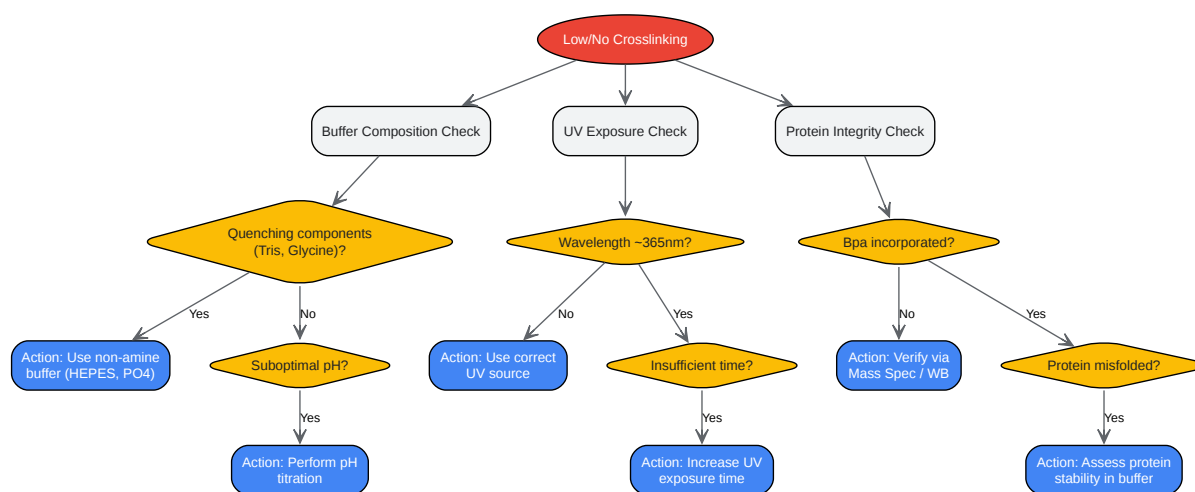 Low/No Crosslinking
Buffer Composition Check
UV Exposure Check
Protein Integrity Check
Quenching components
(Tris, Glycine)?
Wavelength ~365nm?
Bpa incorporated?
Yes
No
No
Yes
No
Yes
Action: Use non-amine
buffer (HEPES, PO4)
Suboptimal pH?
Action: Use correct
UV source
Insufficient time?
Action: Verify via
Mass Spec / WB
Protein misfolded?
Yes
Yes
Yes
Action: Perform pH
titration
Action: Increase UV
exposure time
Action: Assess protein
stability in buffer